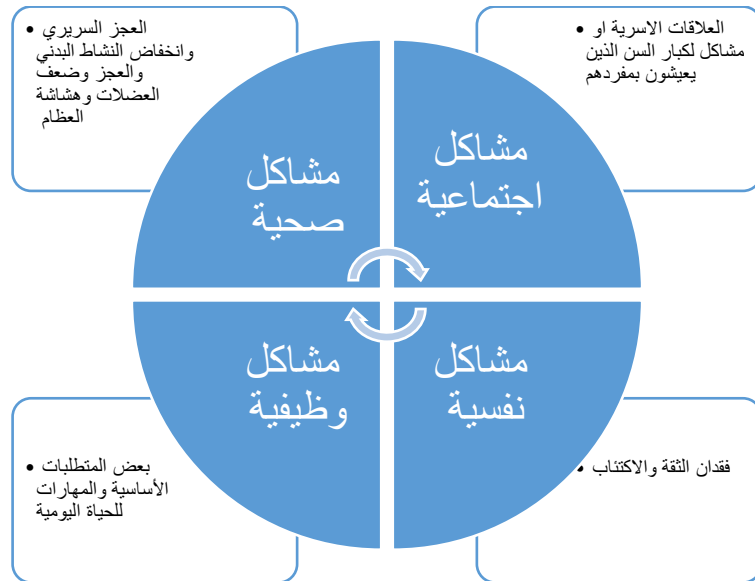 • العلاقات الاسرية او
مشاكل لكبار السن الذين
يعيشون بمفردهم
مشاكل
اجتماعية
• العجز السريري
وانخفاض النشاط البدني
والعجز وضعف
العضلات وهشاشة
العظام
مشاكل
صحية
مشاكل
نفسية
• فقدان الثقة والاكتئاب
مشاكل
وظيفية
• بعض المتطلبات
الأساسية والمهارات
للحياة اليومية